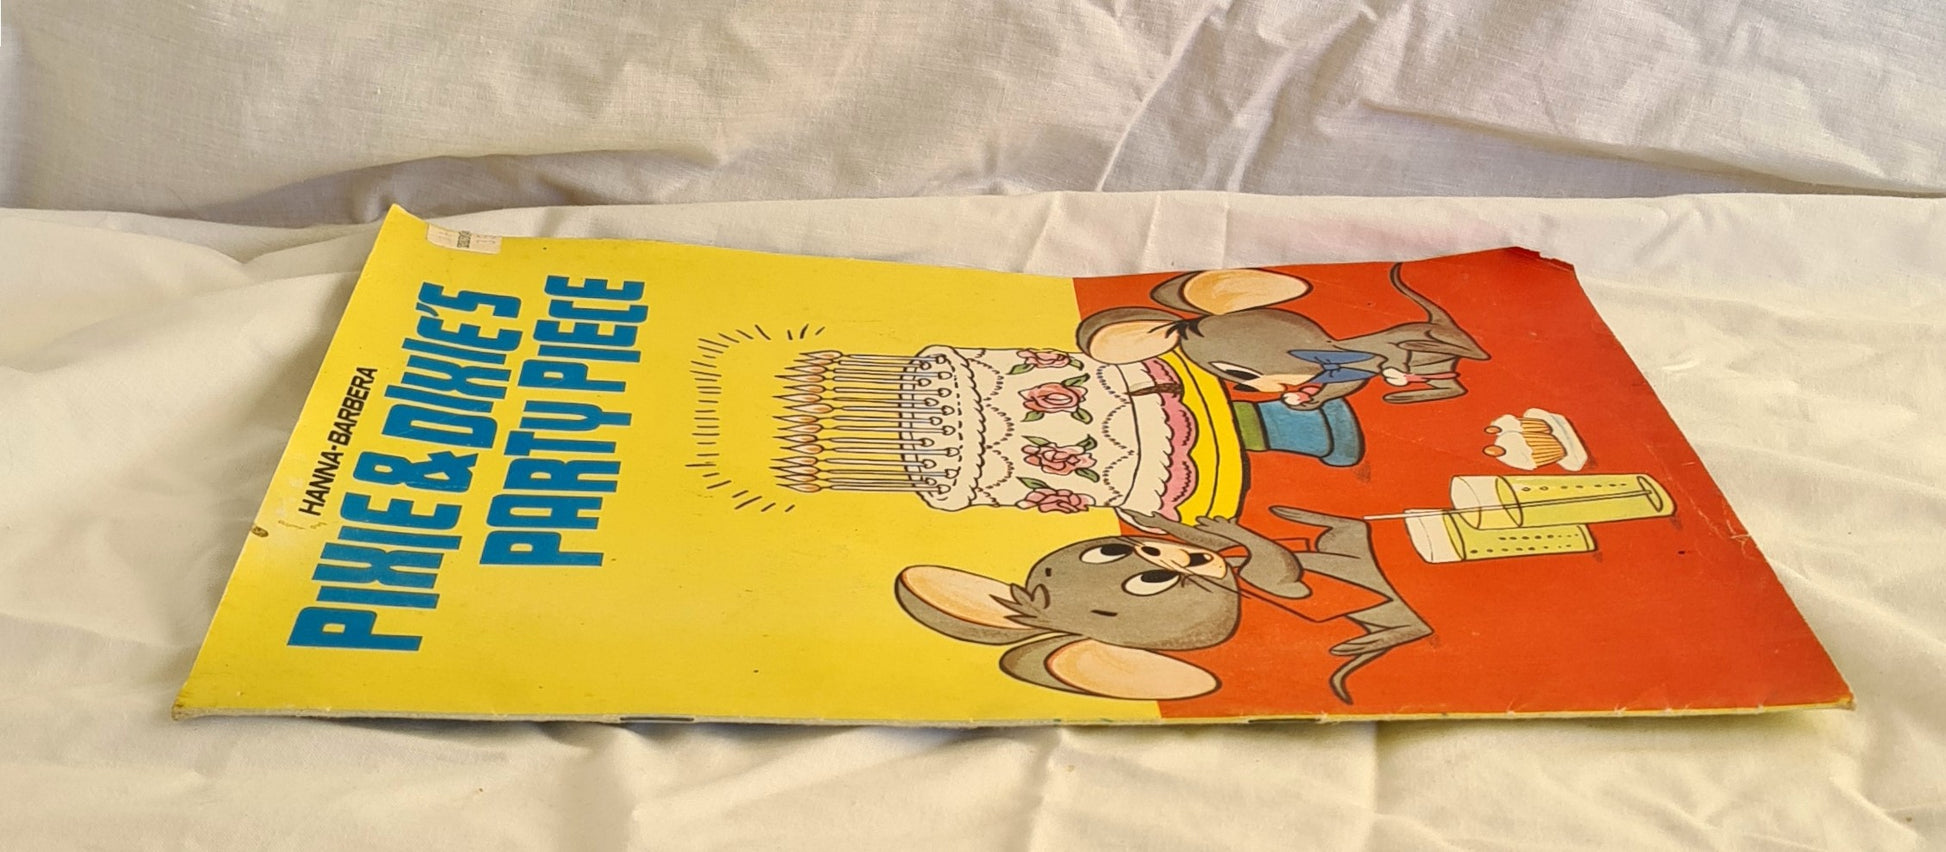 HANNA-BARBERA
PIXIE & DIXIE'S
PARTY PIECE